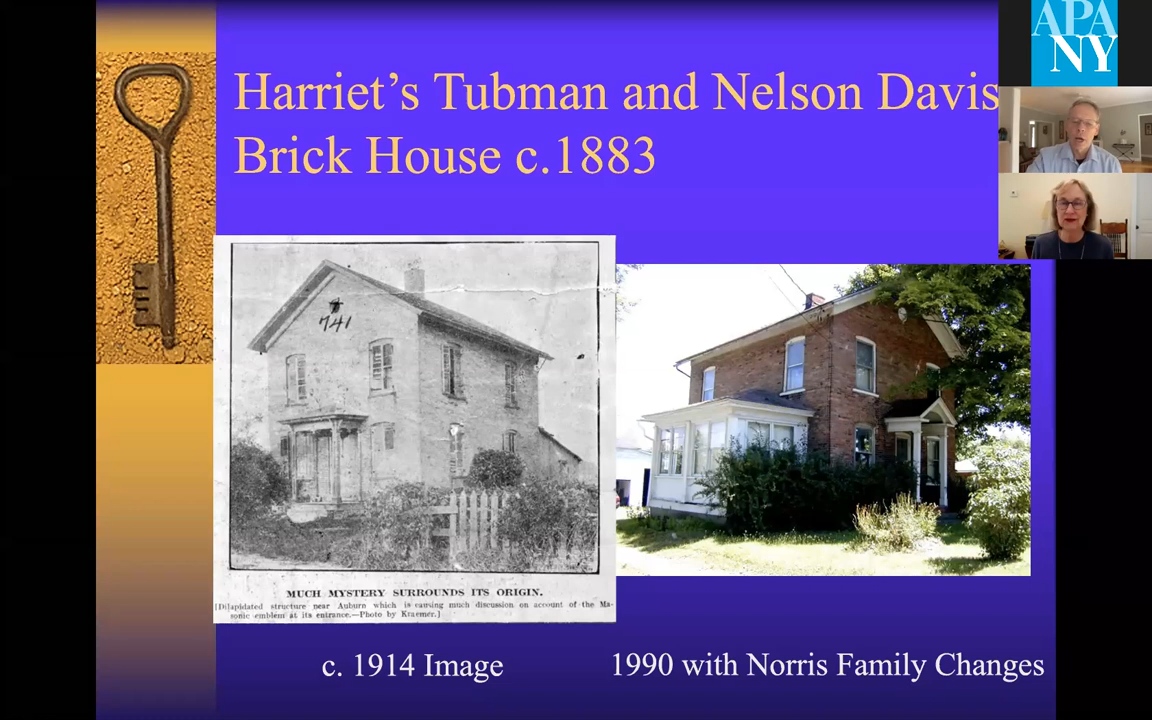 APA
NY
Harriet's Tubman and Nelson Davis
Brick House c.1883
741
MUCH MYSTERY SURROUNDS ITS ORIGIN.
[Dilapidated structure near Auburn which is causing much discussion on account of the Ma-
sonic emblem at its entrance.—Photo by Kraemer.]
c. 1914 Image
1990 with Norris Family Changes